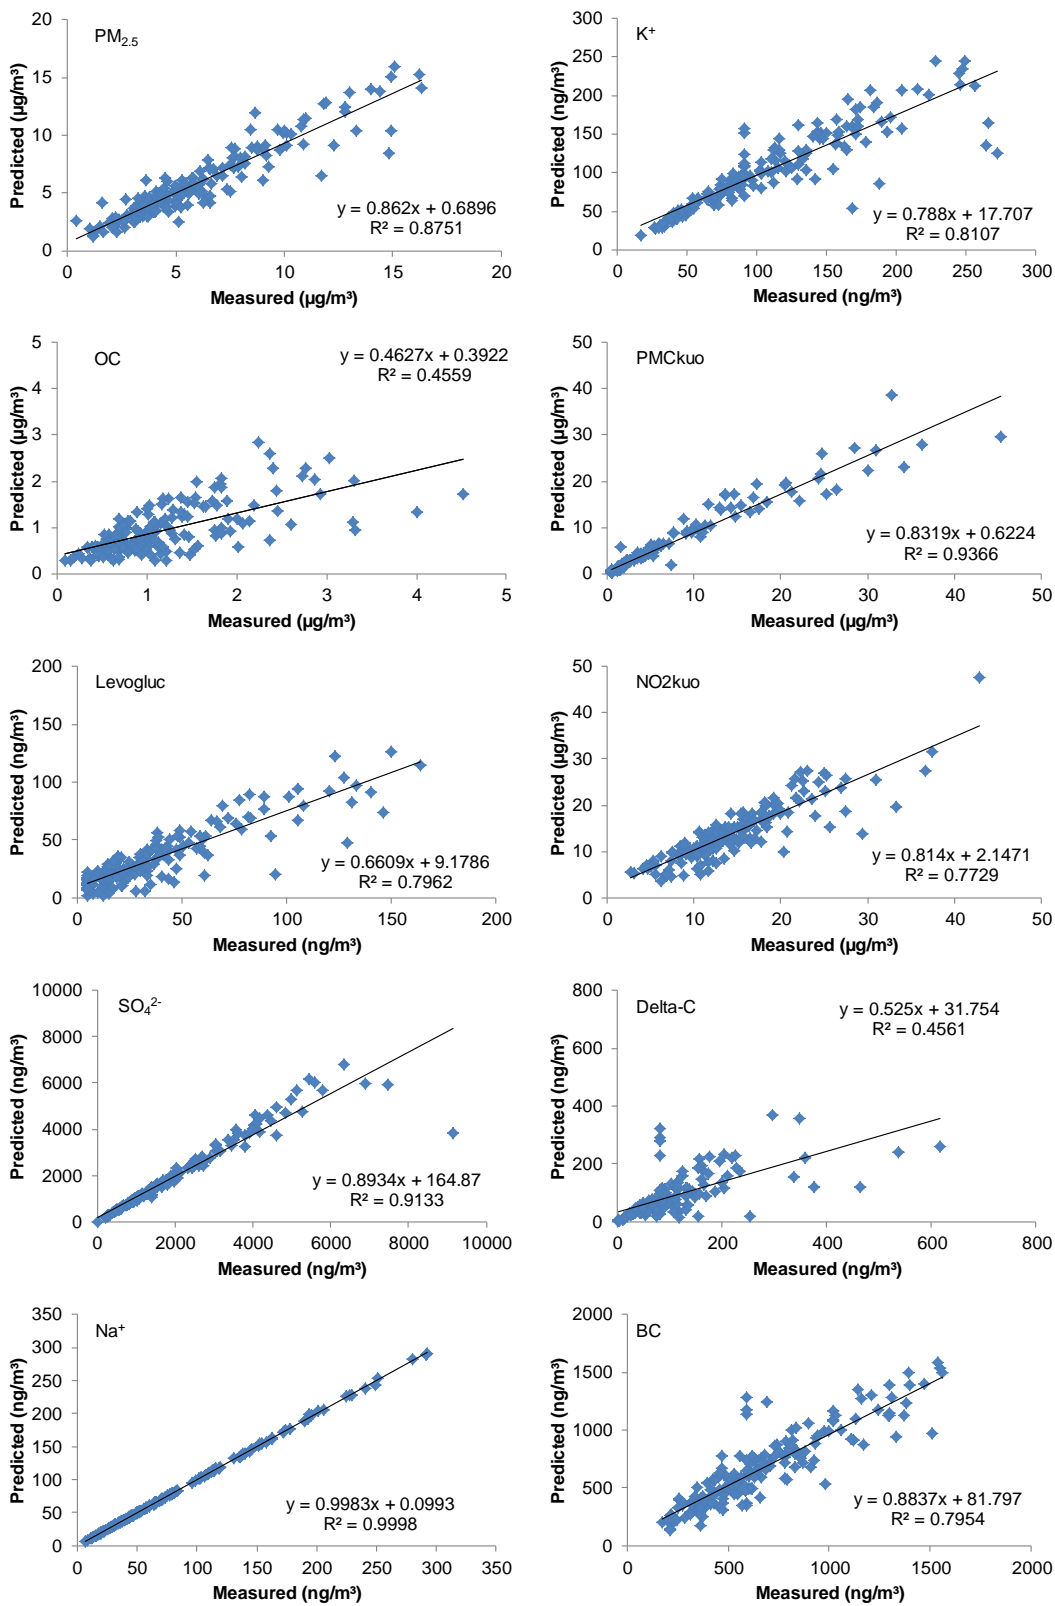 PM2.5
Predicted (µg/m³)
20
15
10
5
0
y = 0.862x + 0.6896
R² = 0.8751
0 5 10 15 20
Measured (µg/m³)
K+
Predicted (ng/m³)
300
250
200
150
100
50
0
y = 0.788x + 17.707
R² = 0.8107
0 50 100 150 200 250 300
Measured (ng/m³)
OC
Predicted (µg/m³)
5
4
3
2
1
0
y = 0.4627x + 0.3922
R² = 0.4559
0 1 2 3 4 5
Measured (µg/m³)
PMCkuo
Predicted (µg/m³)
50
40
30
20
10
0
y = 0.8319x + 0.6224
R² = 0.9366
0 10 20 30 40 50
Measured (µg/m³)
Levogluc
Predicted (ng/m³)
200
150
100
50
0
y = 0.6609x + 9.1786
R² = 0.7962
0 50 100 150 200
Measured (ng/m³)
NO2kuo
Predicted (µg/m³)
50
40
30
20
10
0
y = 0.814x + 2.1471
R² = 0.7729
0 10 20 30 40 50
Measured (µg/m³)
SO4 2-
Predicted (ng/m³)
10000
8000
6000
4000
2000
0
y = 0.8934x + 164.87
R² = 0.9133
0 2000 4000 6000 8000 10000
Measured (ng/m³)
Delta-C
Predicted (ng/m³)
800
600
400
200
0
y = 0.525x + 31.754
R² = 0.4561
0 200 400 600 800
Measured (ng/m³)
Na+
Predicted (ng/m³)
350
300
250
200
150
100
50
0
y = 0.9983x + 0.0993
R² = 0.9998
0 50 100 150 200 250 300 350
Measured (ng/m³)
BC
Predicted (ng/m³)
2000
1500
1000
500
0
y = 0.8837x + 81.797
R² = 0.7954
0 500 1000 1500 2000
Measured (ng/m³)